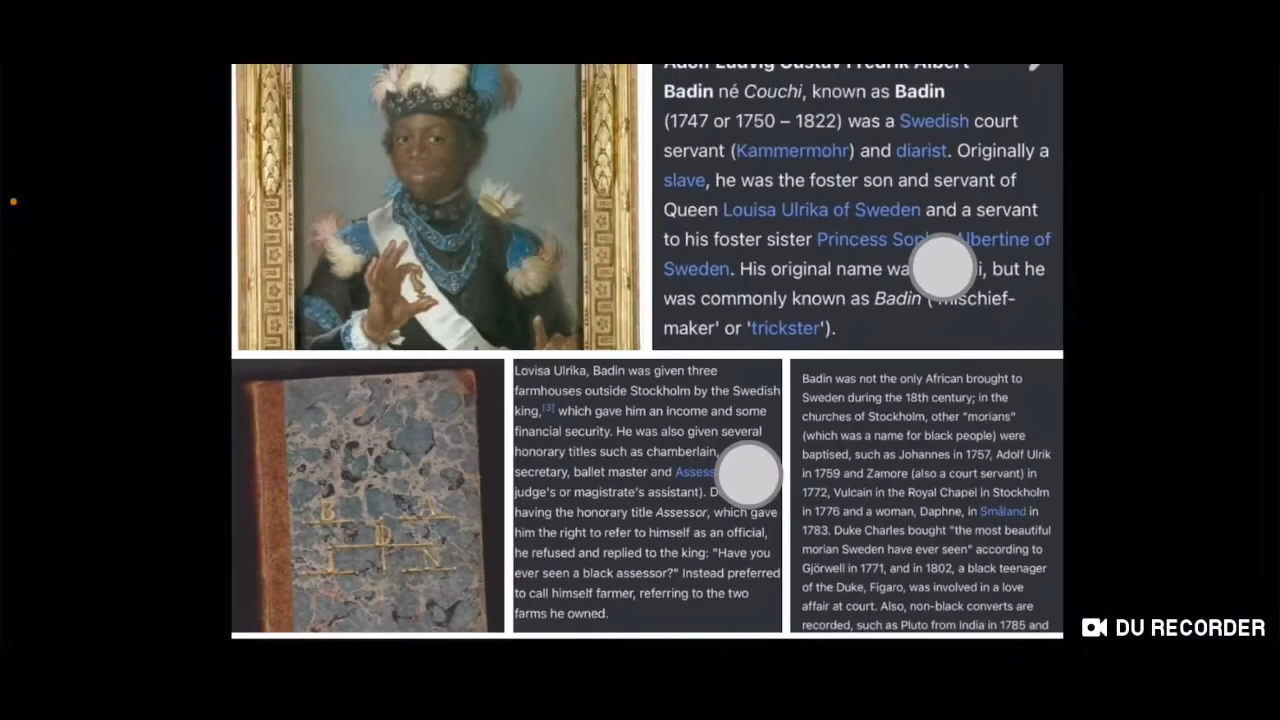 Adolf Ludvig Gustav Fredrik Albert
Badin né Couchi, known as Badin
(1747 or 1750 – 1822) was a Swedish court
servant (Kammermohr) and diarist. Originally a
slave, he was the foster son and servant of
Queen Louisa Ulrika of Sweden and a servant
to his foster sister Princess Albertine of
Sweden. His original name but he
was commonly known as Badin
maker' or 'trickster').
Lovisa Ulrika, Badin was given three
farmhouses outside Stockholm by the Swedish
king,[3] which gave him an income and some
financial security. He was also given several
honorary titles such as chamberlain,
secretary, ballet master and
judge's or magistrate's assistant).
having the honorary title Assessor, which gave
him the right to refer to himself as an official,
he refused and replied to the king: "Have you
ever seen a black assessor?" Instead preferred
to call himself farmer, referring to the two
farms he owned.
Badin was not the only African brought to
Sweden during the 18th century; in the
churches of Stockholm, other "morians"
(which was a name for black people) were
baptised, such as Johannes in 1757, Adolf Ulrik
in 1759 and Zamore (also a court servant) in
1772, Vulcain in the Royal Chapel in Stockholm
in 1776 and a woman, Daphne, in Småland in
1783. Duke Charles bought "the most beautiful
morian Sweden have ever seen" according to
Gjörwell in 1771, and in 1802, a black teenager
of the Duke, Figaro, was involved in a love
affair at court. Also, non-black converts are
recorded, such as Pluto from India in 1785 and
DU RECORDER